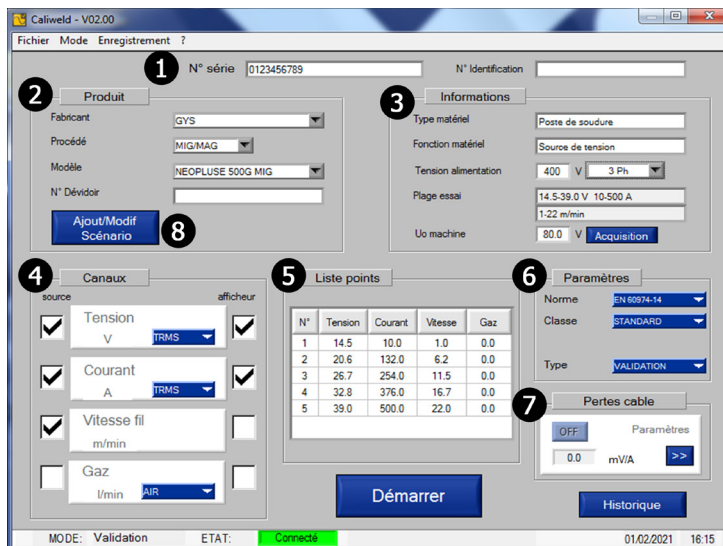 Caliweld - V02.00
Fichier Mode Enregistrement ?
1 N° série 0123456789 N° Identification
2 Produit
Fabricant GYS
Procédé MIG/MAG
Modèle NEOPLUSE 500G MIG
N° Dévidoir
Ajout/Modif
Scénario
8
3 Informations
Type matériel Poste de soudure
Fonction matériel Source de tension
Tension alimentation 400 V 3 Ph
Plage essai 14.5-39.0 V 10-500 A
1-22 m/min
Uo machine 80.0 V Acquisition
4 Canaux
source afficheur
Tension
V TRMS
Courant
A TRMS
Vitesse fil
m/min
Gaz
l/min AIR
5 Liste points
N° Tension Courant Vitesse Gaz
1 14.5 10.0 1.0 0.0
2 20.6 132.0 6.2 0.0
3 26.7 254.0 11.5 0.0
4 32.8 376.0 16.7 0.0
5 39.0 500.0 22.0 0.0
Démarrer
6 Paramètres
Norme EN 60974-14
Classe STANDARD
Type VALIDATION
7 Pertes cable
OFF Paramètres
0.0 mV/A >>
Historique
MODE: Validation ETAT: Connecté 01/02/2021 16:15